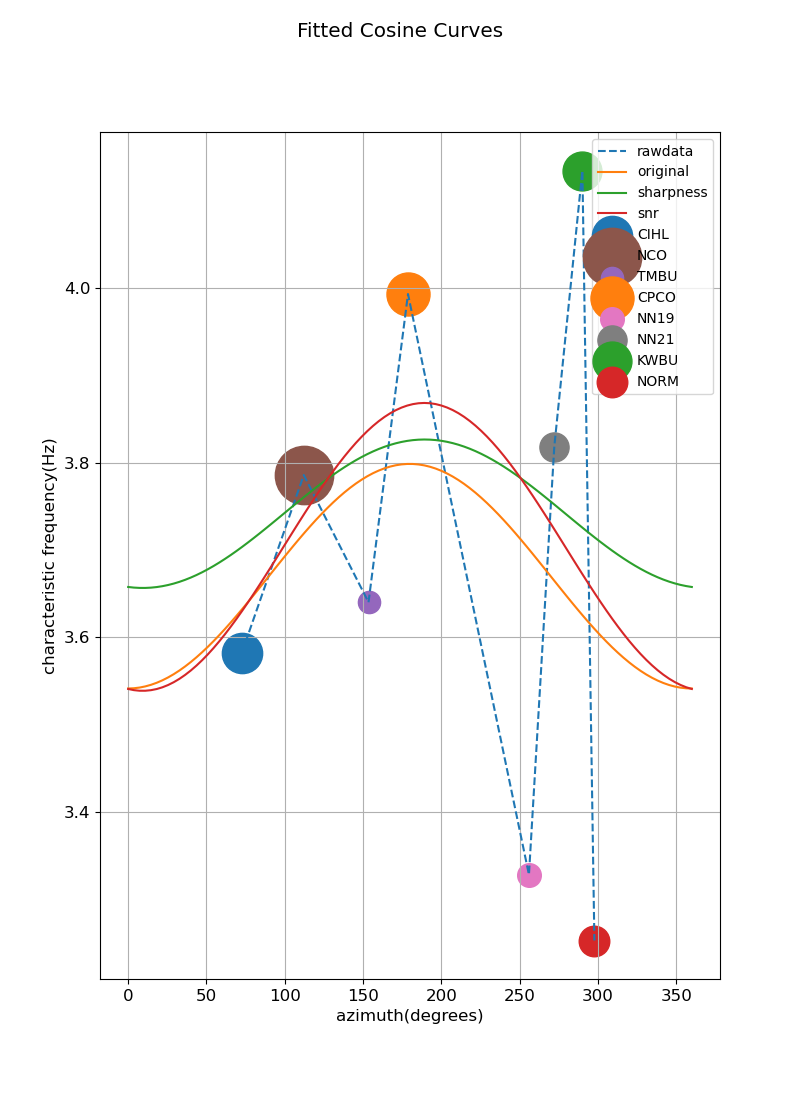 Fitted Cosine Curves
rawdata
original
sharpness
snr
CIHL
NCO
TMBU
CPCO
NN19
NN21
KWBU
NORM
4.0
3.8
3.6
3.4
characteristic frequency(Hz)
0 50 100 150 200 250 300 350
azimuth(degrees)